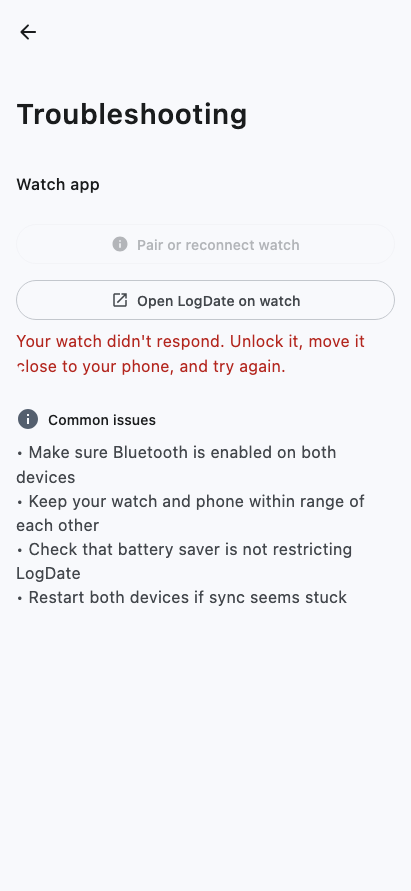 Troubleshooting
Watch app
Pair or reconnect watch
Open LogDate on watch
Your watch didn't respond. Unlock it, move it
close to your phone, and try again.
Common issues
• Make sure Bluetooth is enabled on both
devices
• Keep your watch and phone within range of
each other
• Check that battery saver is not restricting
LogDate
• Restart both devices if sync seems stuck